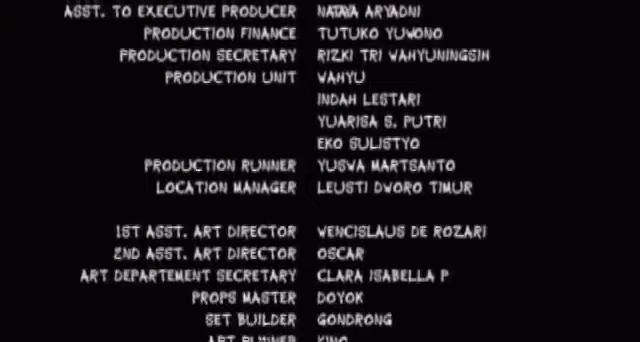 ASST. TO EXECUTIVE PRODUCER NATAYA ARYADNI
PRODUCTION FINANCE TUTUKO YUWONO
PRODUCTION SECRETARY RIZKI TRI WAHYUNINGSIH
PRODUCTION UNIT WAHYU
INDAH LESTARI
YUARISA S. PUTRI
EKO SULISTYO
PRODUCTION RUNNER YUSWA MARTSANTO
LOCATION MANAGER LEUSTI DWORO TIMUR
1ST ASST. ART DIRECTOR WENCISLAUS DE ROZARI
2ND ASST. ART DIRECTOR OSCAR
ART DEPARTEMENT SECRETARY CLARA ISABELLA P
PROPS MASTER DOYOK
SET BUILDER GONDRONG
ART KING